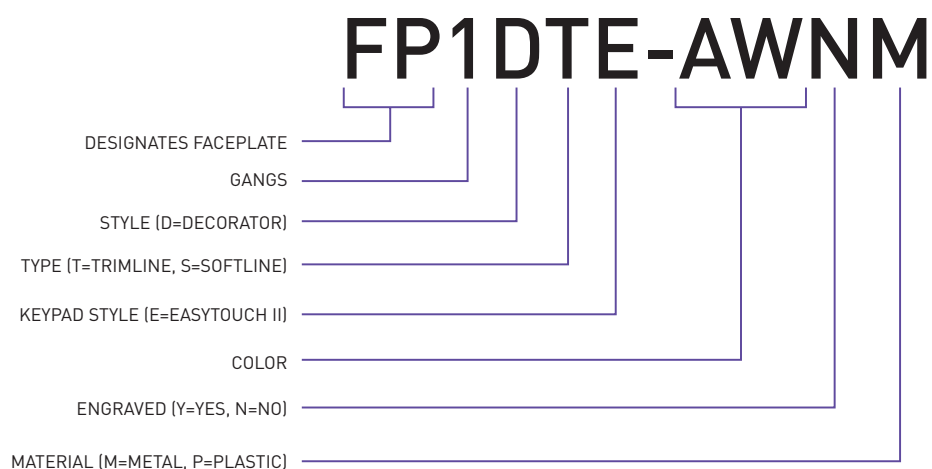 FP1DTE-AWNM
DESIGNATES FACEPLATE
GANGS
STYLE (D=DECORATOR)
TYPE (T=TRIMLINE, S=SOFTLINE)
KEYPAD STYLE (E=EASYTOUCH II)
COLOR
ENGRAVED (Y=YES, N=NO)
MATERIAL (M=METAL, P=PLASTIC)